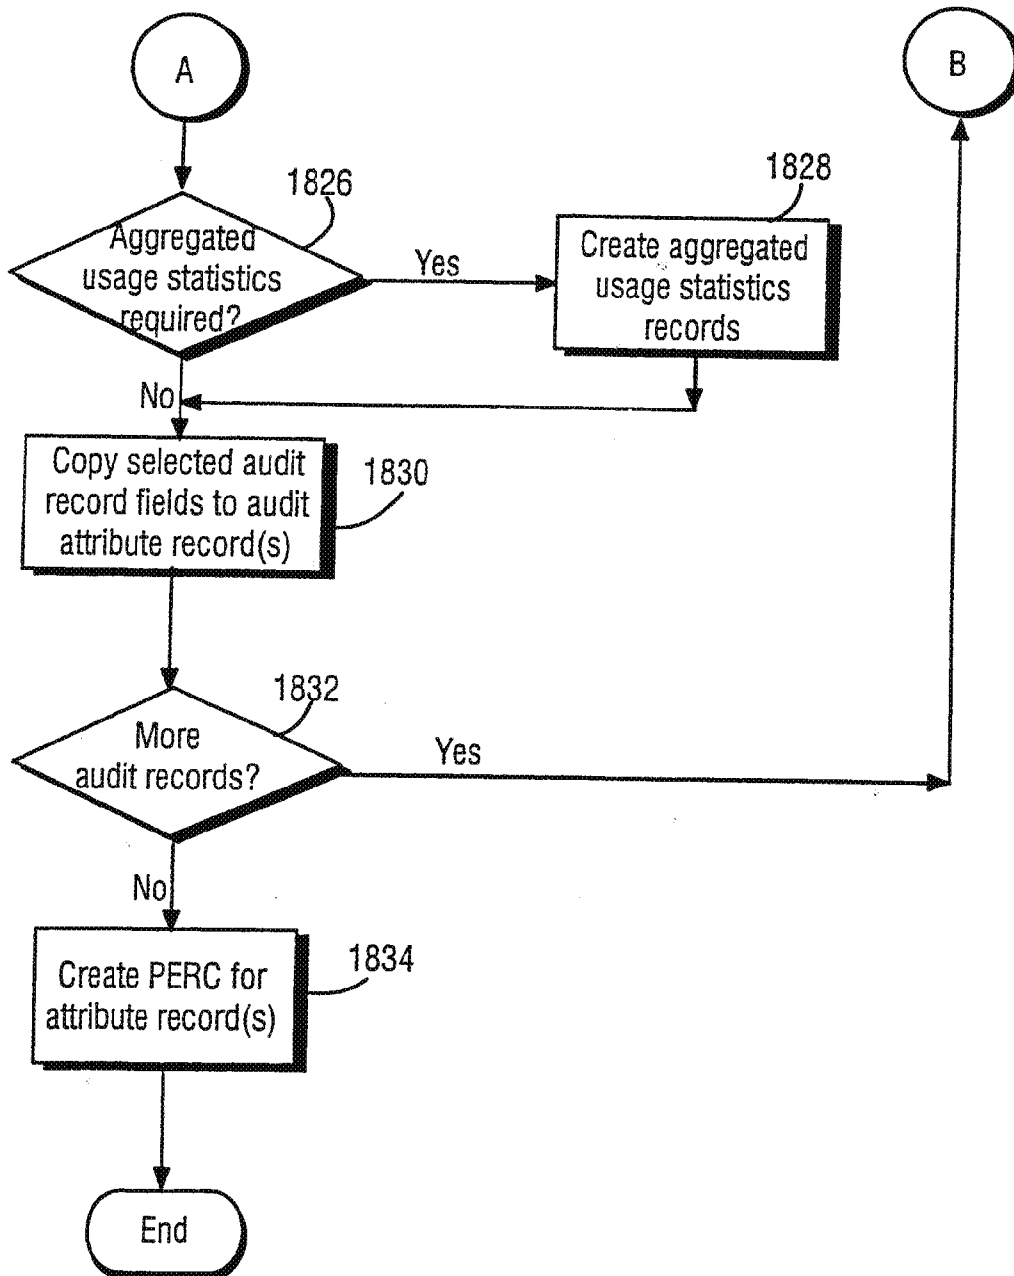 A
B
1826
1828
Aggregated
usage statistics
required?
Yes
Create aggregated
usage statistics
records
No
Copy selected audit
record fields to audit
attribute record(s)
1830
1832
More
audit records?
Yes
No
Create PERC for
attribute record(s)
1834
End